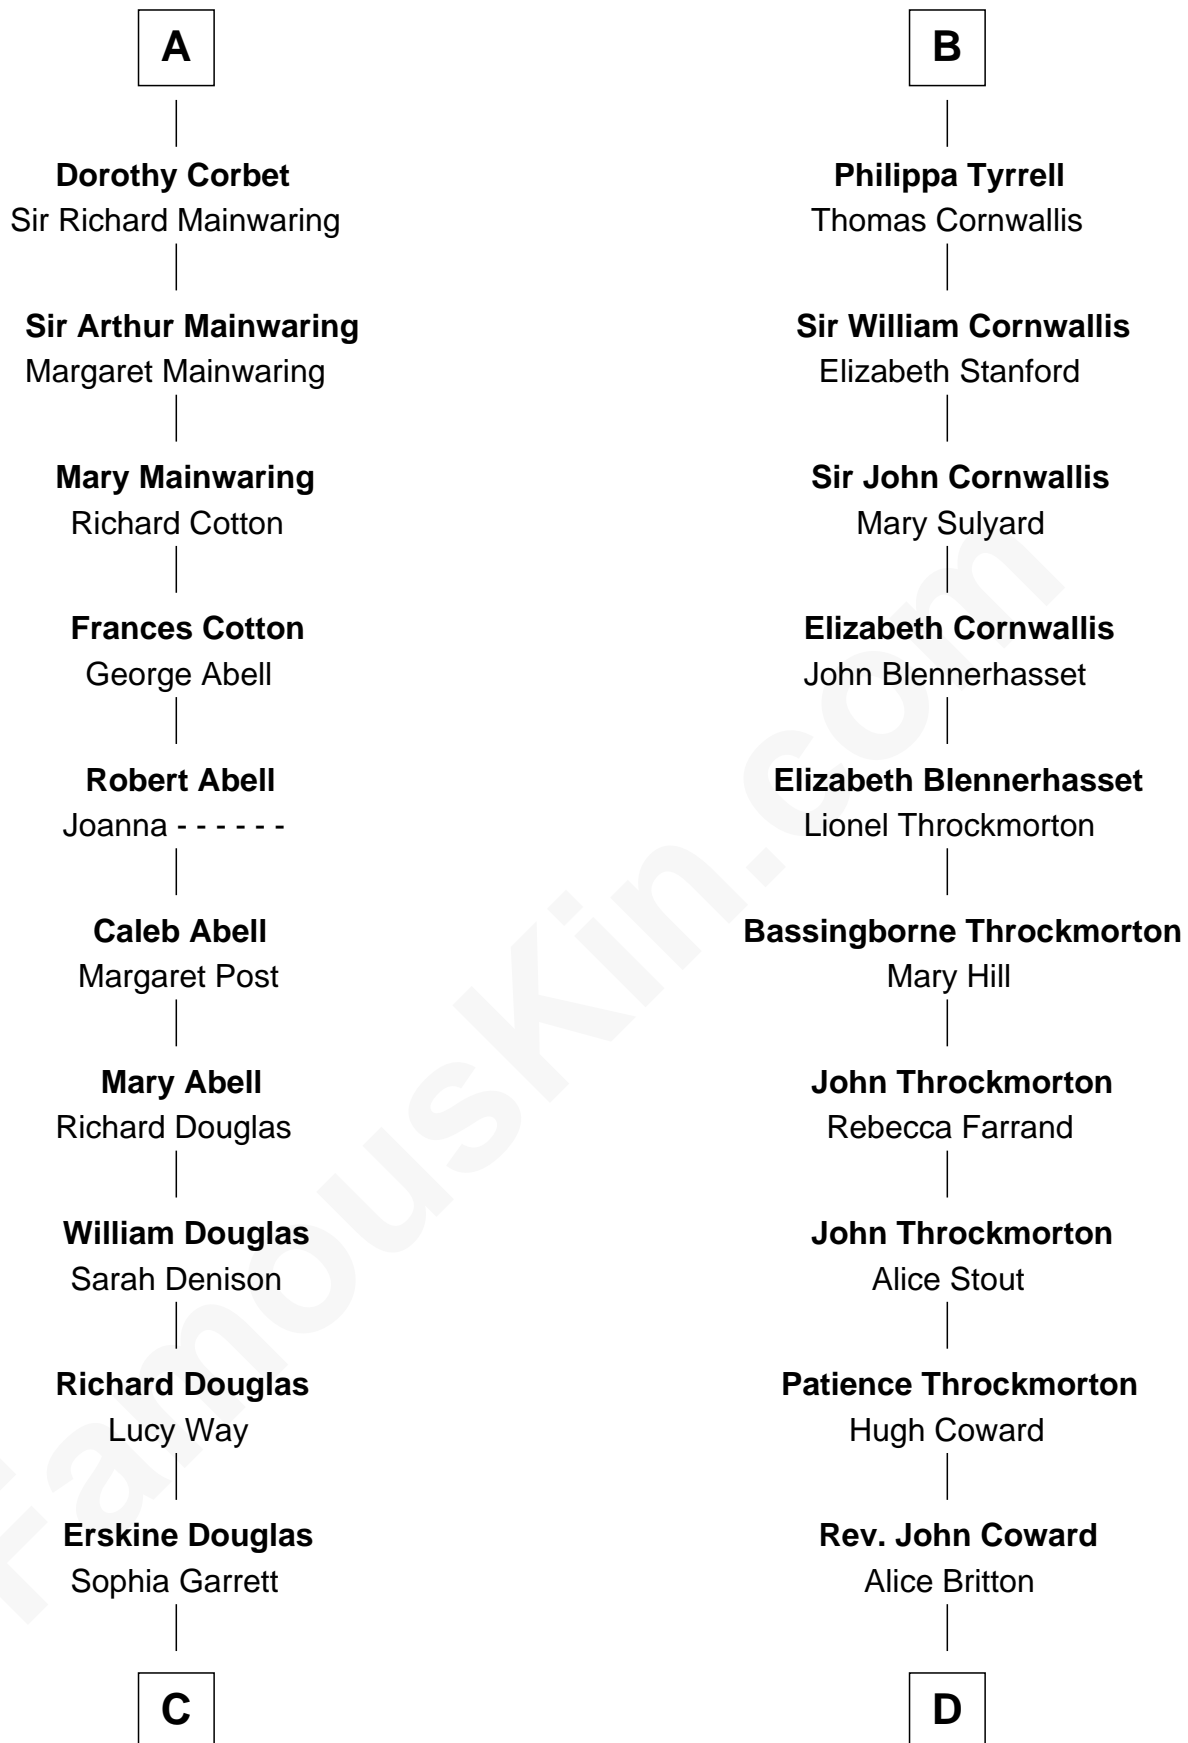 A
Dorothy Corbet
Sir Richard Mainwaring
Sir Arthur Mainwaring
Margaret Mainwaring
Mary Mainwaring
Richard Cotton
Frances Cotton
George Abell
Robert Abell
Joanna - - - - - -
Caleb Abell
Margaret Post
Mary Abell
Richard Douglas
William Douglas
Sarah Denison
Richard Douglas
Lucy Way
Erskine Douglas
Sophia Garrett
C
B
Philippa Tyrrell
Thomas Cornwallis
Sir William Cornwallis
Elizabeth Stanford
Sir John Cornwallis
Mary Sulyard
Elizabeth Cornwallis
John Blennerhasset
Elizabeth Blennerhasset
Lionel Throckmorton
Bassingborne Throckmorton
Mary Hill
John Throckmorton
Rebecca Farrand
John Throckmorton
Alice Stout
Patience Throckmorton
Hugh Coward
Rev. John Coward
Alice Britton
D
FamousKin.com